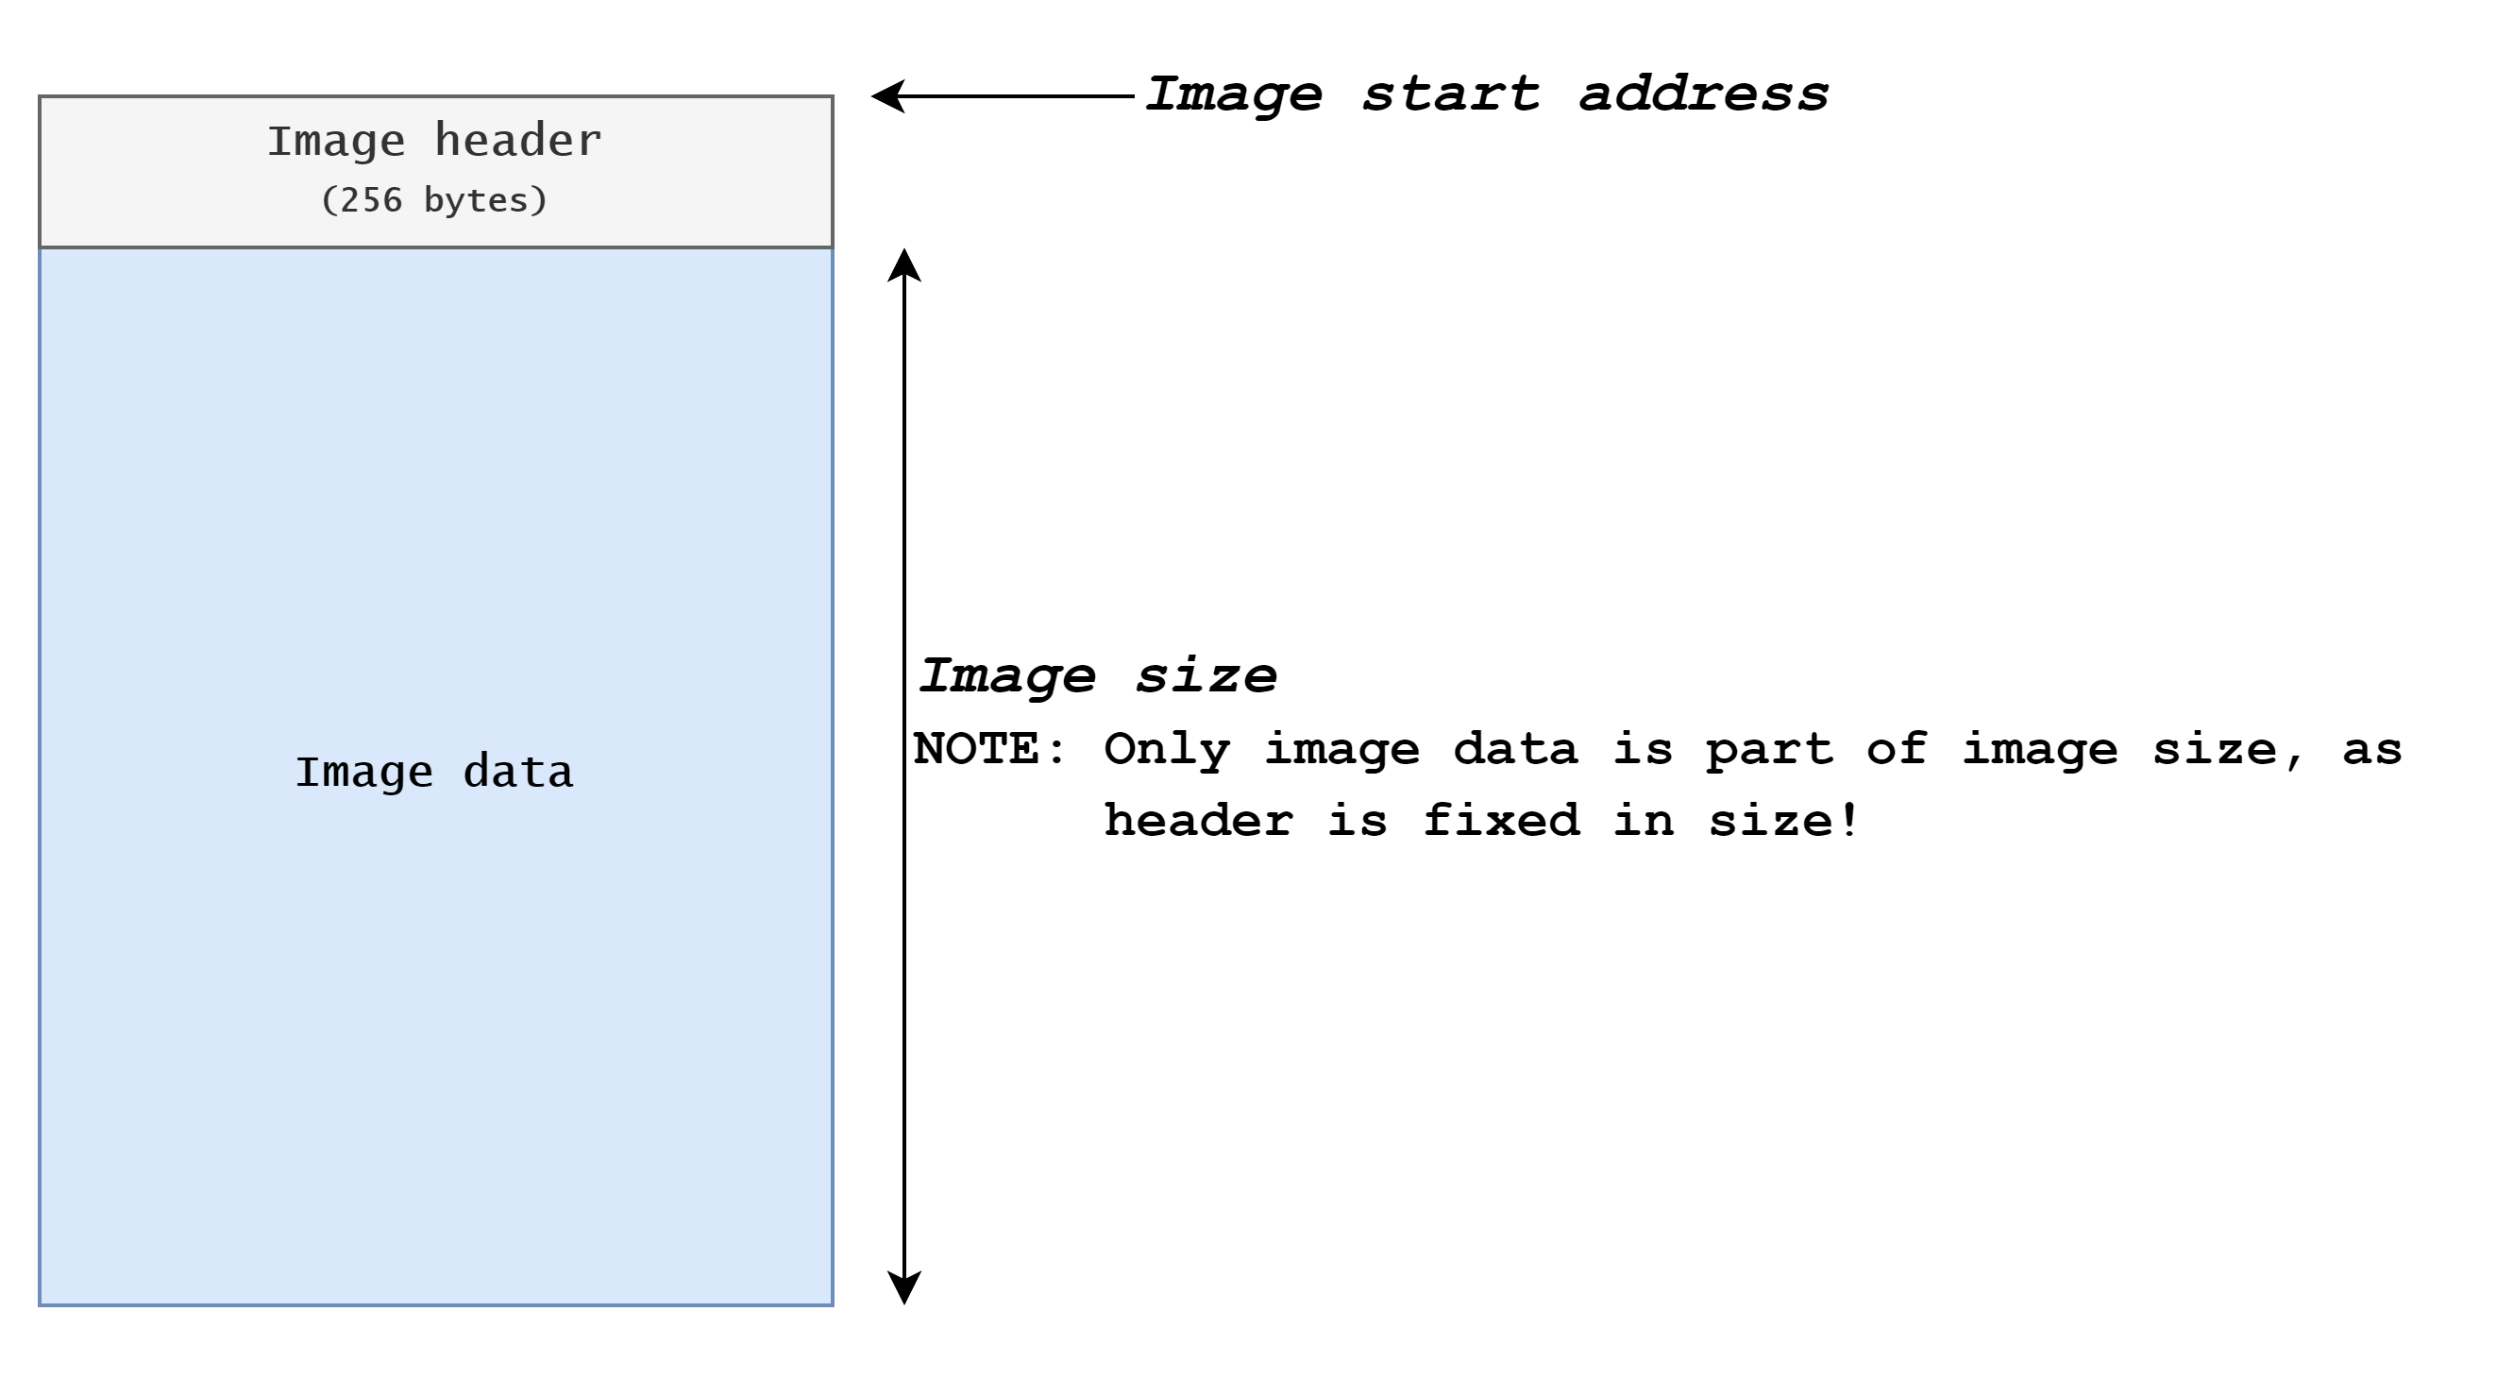 Image start address
Image header
(256 bytes)
Image size
NOTE: Only image data is part of image size, as
header is fixed in size!
Image data